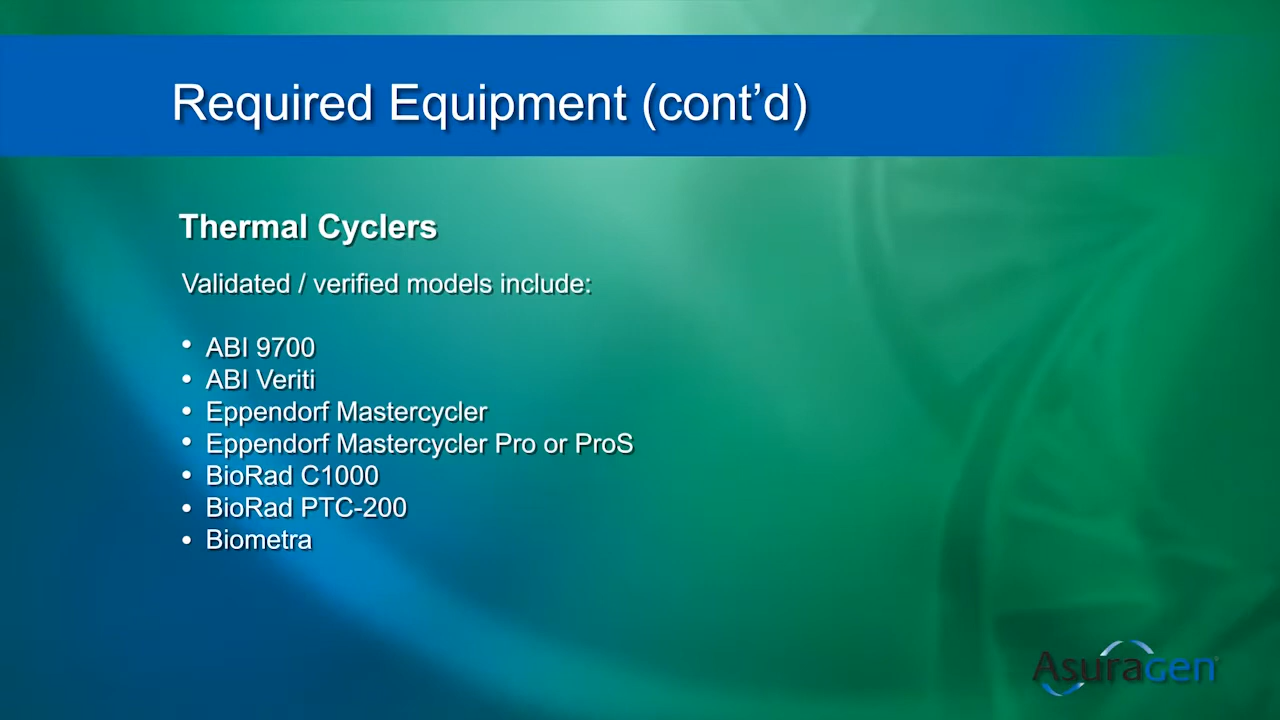 Required Equipment (cont’d)
Thermal Cyclers
Validated / verified models include:
• ABI 9700
• ABI Veriti
• Eppendorf Mastercycler
• Eppendorf Mastercycler Pro or ProS
• BioRad C1000
• BioRad PTC-200
• Biometra
Asuragen